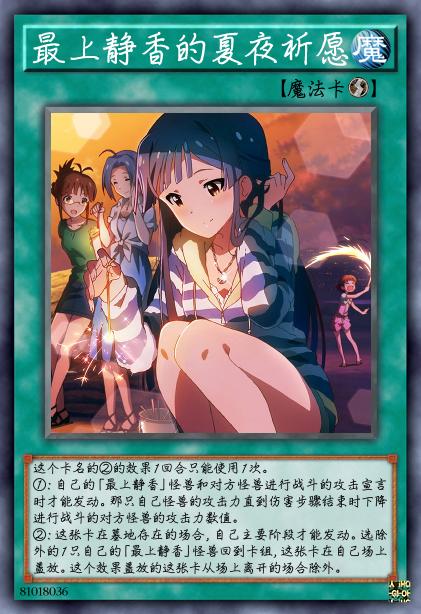 最上静香的夏夜祈愿魔
【魔法卡】
这个卡名的②的效果1回合只能使用1次。
①：自己的「最上静香」怪兽和对方怪兽进行战斗的攻击宣言
时才能发动。那只自己怪兽的攻击力直到伤害步骤结束时下降
进行战斗的对方怪兽的攻击力数值。
②：这张卡在墓地存在的场合，自己主要阶段才能发动。选除
外的1只自己的「最上静香」怪兽回到卡组，这张卡在自己场上
盖放。这个效果盖放的这张卡从场上离开的场合除外。
81018036